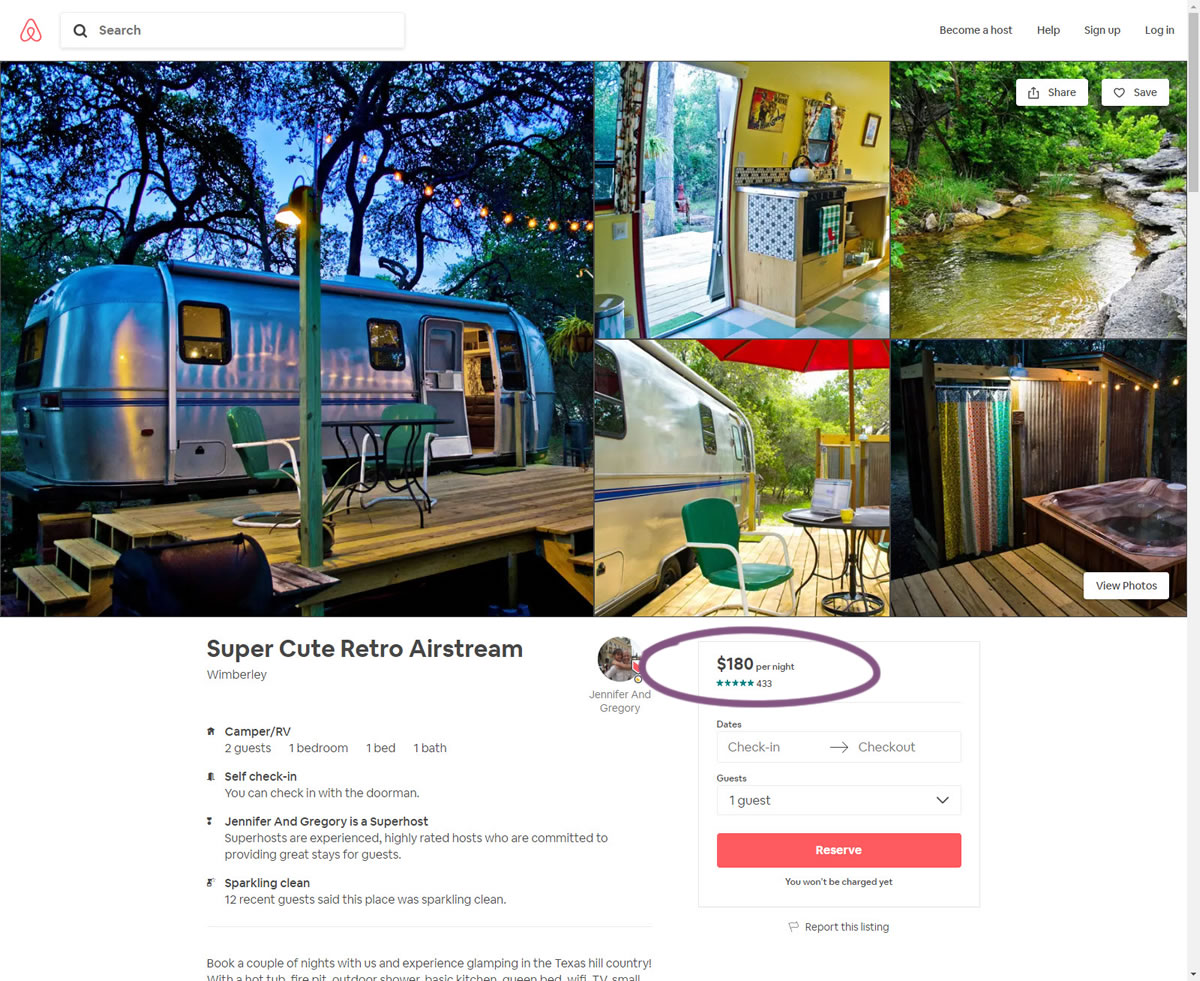 Search
Become a host
Help
Sign up
Log in
Share
Save
View Photos
Super Cute Retro Airstream
Wimberley
Jennifer And
Gregory
$180 per night
433
Camper/RV
2 guests 1 bedroom 1 bed 1 bath
Self check-in
You can check in with the doorman.
Jennifer And Gregory is a Superhost
Superhosts are experienced, highly rated hosts who are committed to
providing great stays for guests.
Sparkling clean
12 recent guests said this place was sparkling clean.
Book a couple of nights with us and experience glamping in the Texas hill country!
With a hot tub, fire pit, outdoor shower, basic kitchen, queen bed, wifi, TV, small
Dates
Check-in → Checkout
Guests
1 guest
Reserve
You won't be charged yet
Report this listing